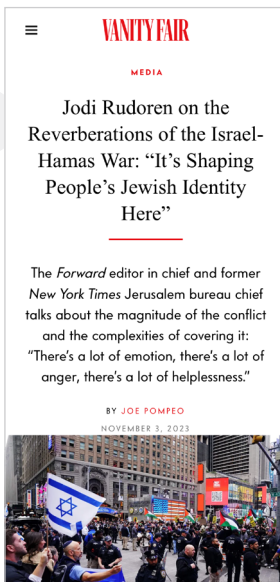 VANITY FAIR
MEDIA
Jodi Rudoren on the
Reverberations of the Israel-
Hamas War: “It’s Shaping
People’s Jewish Identity
Here”
The Forward editor in chief and former
New York Times Jerusalem bureau chief
talks about the magnitude of the conflict
and the complexities of covering it:
“There’s a lot of emotion, there’s a lot of
anger, there’s a lot of helplessness.”
BY JOE POMPEO
NOVEMBER 3, 2023